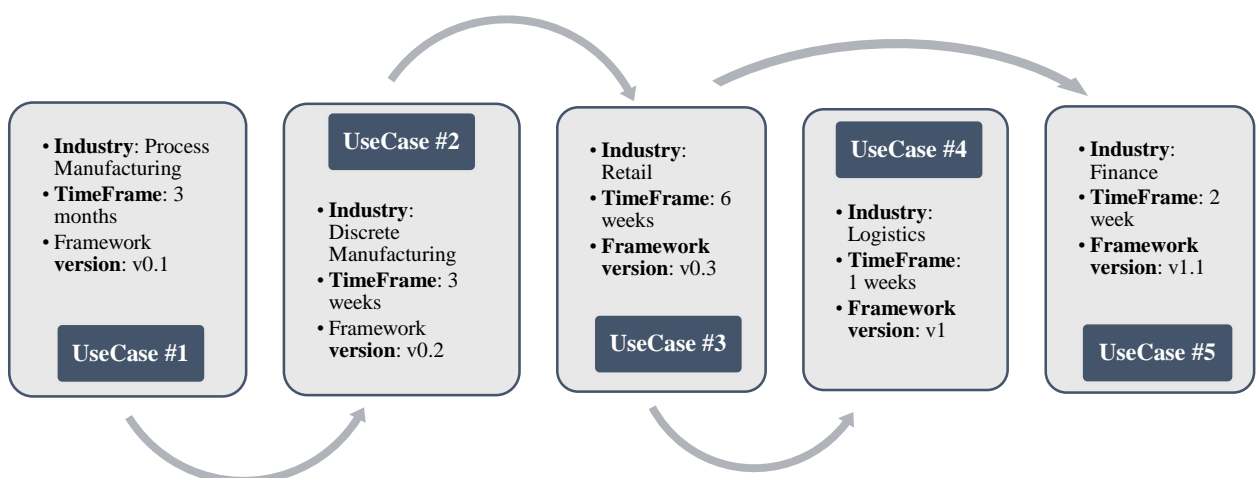 • Industry: Process
Manufacturing
• TimeFrame: 3
months
• Framework
version: v0.1
UseCase #1
UseCase #2
• Industry:
Discrete
Manufacturing
• TimeFrame: 3
weeks
• Framework
version: v0.2
• Industry:
Retail
• TimeFrame: 6
weeks
• Framework
version: v0.3
UseCase #3
UseCase #4
• Industry:
Logistics
• TimeFrame:
1 weeks
• Framework
version: v1
• Industry:
Finance
• TimeFrame: 2
week
• Framework
version: v1.1
UseCase #5